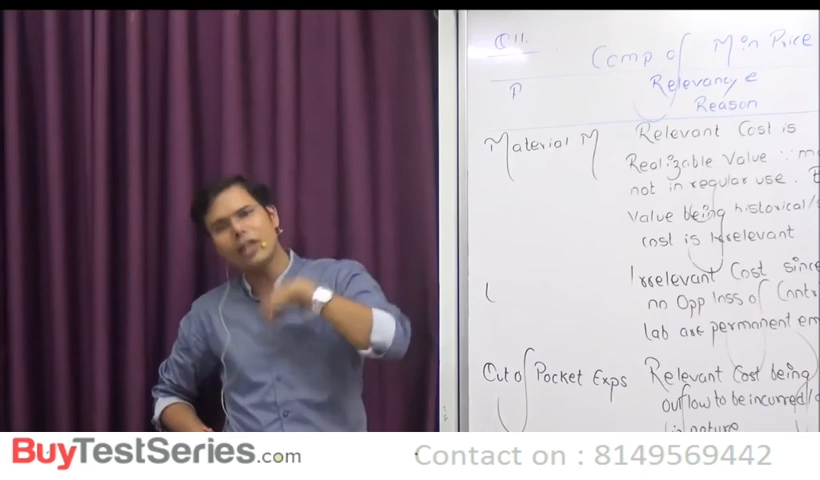 Q11.
Comp of Min Price
P
Relevancy e
Reason
Material M
Relevant Cost is
Realizable Value ∵ m
not in regular use.
Value being historical/
cost is Irrelevant
L
Irrelevant Cost since
no Opp loss of Contr
lab are permanent em
Out of Pocket Exps
Relevant Cost being
outflow to be incurred/
nature
BuyTestSeries.com
Contact on : 8149569442